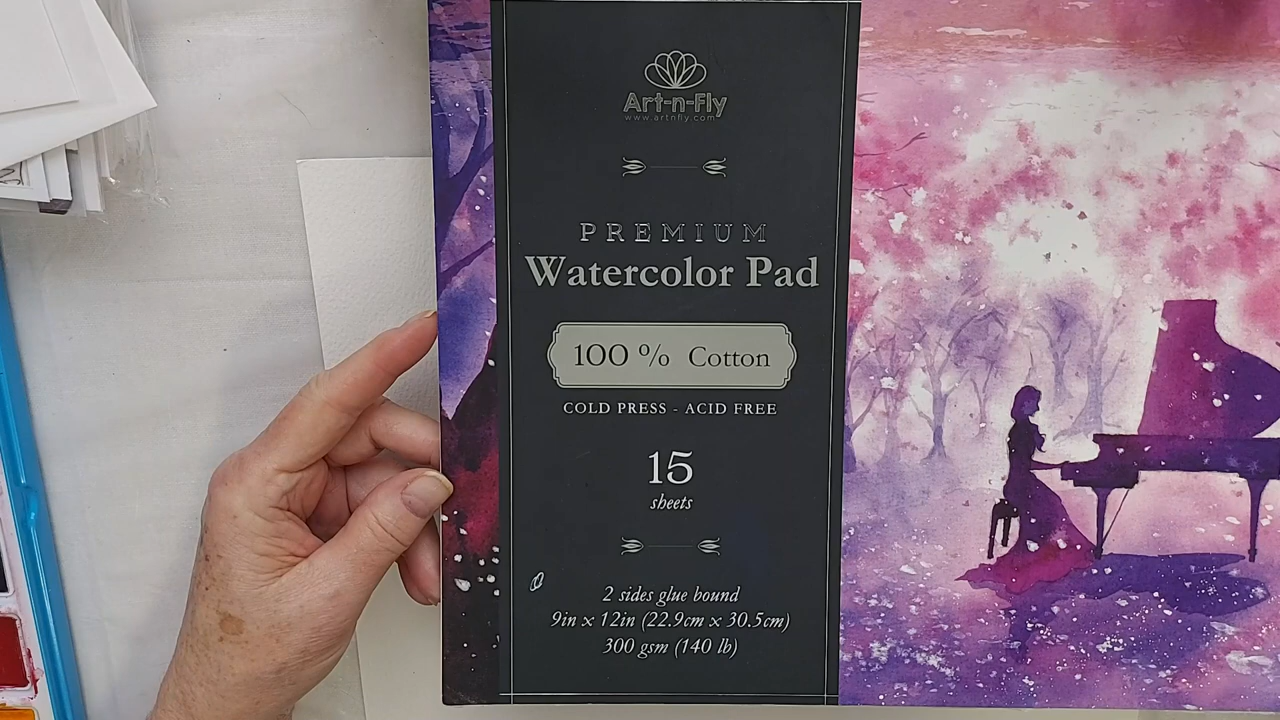 Art-n-Fly
www.artnfly.com
PREMIUM
Watercolor Pad
100 % Cotton
COLD PRESS - ACID FREE
15
sheets
2 sides glue bound
9in x 12in (22.9cm x 30.5cm)
300 gsm (140 lb)